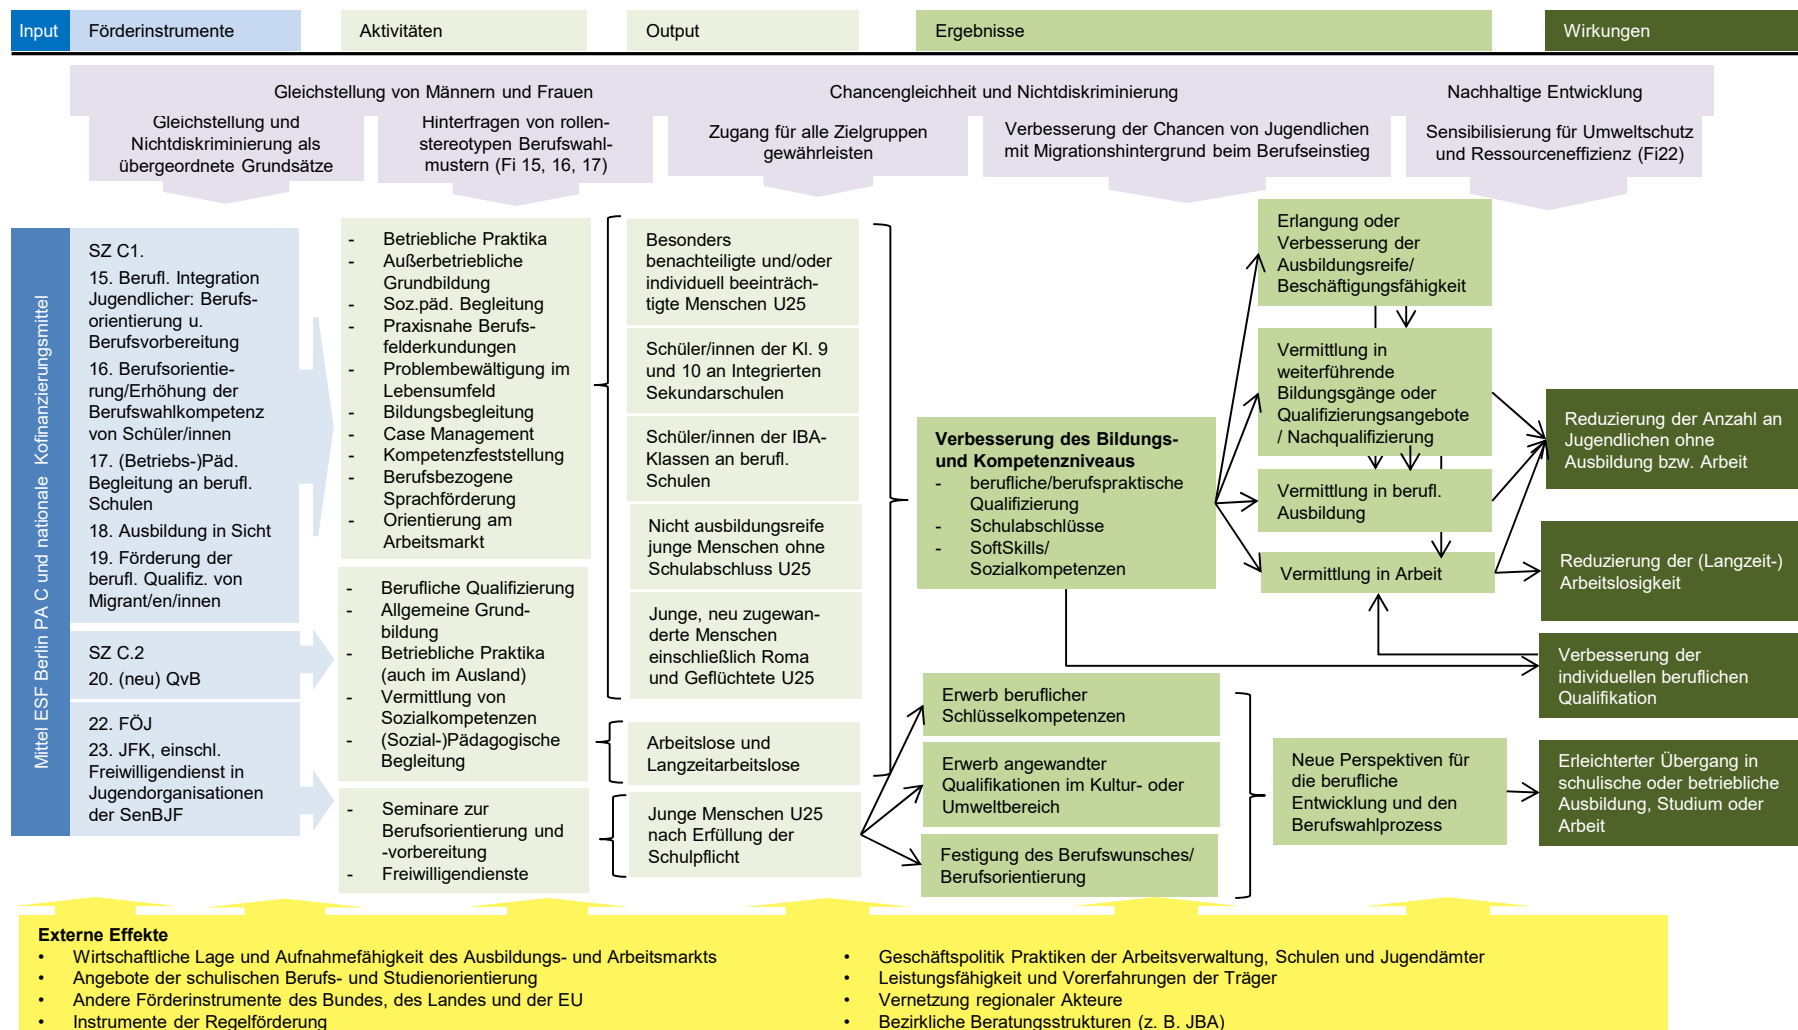 Input
Förderinstrumente
Aktivitäten
Output
Ergebnisse
Wirkungen
Gleichstellung von Männern und Frauen
Chancengleichheit und Nichtdiskriminierung
Nachhaltige Entwicklung
Gleichstellung und
Nichtdiskriminierung als
übergeordnete Grundsätze
Hinterfragen von rollen-
stereotypen Berufswahl-
mustern (Fi 15, 16, 17)
Zugang für alle Zielgruppen
gewährleisten
Verbesserung der Chancen von Jugendlichen
mit Migrationshintergrund beim Berufseinstieg
Sensibilisierung für Umweltschutz
und Ressourceneffizienz (Fi22)
Mittel ESF Berlin PA C und nationale Kofinanzierungsmittel
SZ C1.
15. Berufl. Integration
Jugendlicher: Berufs-
orientierung u.
Berufsvorbereitung
16. Berufsorientie-
rung/Erhöhung der
Berufswahlkompetenz
von Schüler/innen
17. (Betriebs-)Päd.
Begleitung an berufl.
Schulen
18. Ausbildung in Sicht
19. Förderung der
berufl. Qualifiz. von
Migrant/en/innen
SZ C.2
20. (neu) QvB
22. FÖJ
23. JFK, einschl.
Freiwilligendienst in
Jugendorganisationen
der SenBJF
- Betriebliche Praktika
- Außerbetriebliche
Grundbildung
- Soz.päd. Begleitung
- Praxisnahe Berufs-
felderkundungen
- Problembewältigung im
Lebensumfeld
- Bildungsbegleitung
- Case Management
- Kompetenzfeststellung
- Berufsbezogene
Sprachförderung
- Orientierung am
Arbeitsmarkt
- Berufliche Qualifizierung
- Allgemeine Grund-
bildung
- Betriebliche Praktika
(auch im Ausland)
- Vermittlung von
Sozialkompetenzen
- (Sozial-)Pädagogische
Begleitung
- Seminare zur
Berufsorientierung und
-vorbereitung
- Freiwilligendienste
Besonders
benachteiligte und/oder
individuell beeinträch-
tigte Menschen U25
Schüler/innen der Kl. 9
und 10 an Integrierten
Sekundarschulen
Schüler/innen der IBA-
Klassen an berufl.
Schulen
Nicht ausbildungsreife
junge Menschen ohne
Schulabschluss U25
Junge, neu zugewan-
derte Menschen
einschließlich Roma
und Geflüchtete U25
Arbeitslose und
Langzeitarbeitslose
Junge Menschen U25
nach Erfüllung der
Schulpflicht
Verbesserung des Bildungs-
und Kompetenzniveaus
- berufliche/berufspraktische
Qualifizierung
- Schulabschlüsse
- SoftSkills/
Sozialkompetenzen
Erwerb beruflicher
Schlüsselkompetenzen
Erwerb angewandter
Qualifikationen im Kultur- oder
Umweltbereich
Festigung des Berufswunsches/
Berufsorientierung
Erlangung oder
Verbesserung der
Ausbildungsreife/
Beschäftigungsfähigkeit
Vermittlung in
weiterführende
Bildungsgänge oder
Qualifizierungsangebote
/ Nachqualifizierung
Vermittlung in berufl.
Ausbildung
Vermittlung in Arbeit
Neue Perspektiven für
die berufliche
Entwicklung und den
Berufswahlprozess
Reduzierung der Anzahl an
Jugendlichen ohne
Ausbildung bzw. Arbeit
Reduzierung der (Langzeit-)
Arbeitslosigkeit
Verbesserung der
individuellen beruflichen
Qualifikation
Erleichterter Übergang in
schulische oder betriebliche
Ausbildung, Studium oder
Arbeit
Externe Effekte
• Wirtschaftliche Lage und Aufnahmefähigkeit des Ausbildungs- und Arbeitsmarkts
• Angebote der schulischen Berufs- und Studienorientierung
• Andere Förderinstrumente des Bundes, des Landes und der EU
• Instrumente der Regelförderung
• Geschäftspolitik Praktiken der Arbeitsverwaltung, Schulen und Jugendämter
• Leistungsfähigkeit und Vorerfahrungen der Träger
• Vernetzung regionaler Akteure
• Bezirkliche Beratungsstrukturen (z. B. JBA)